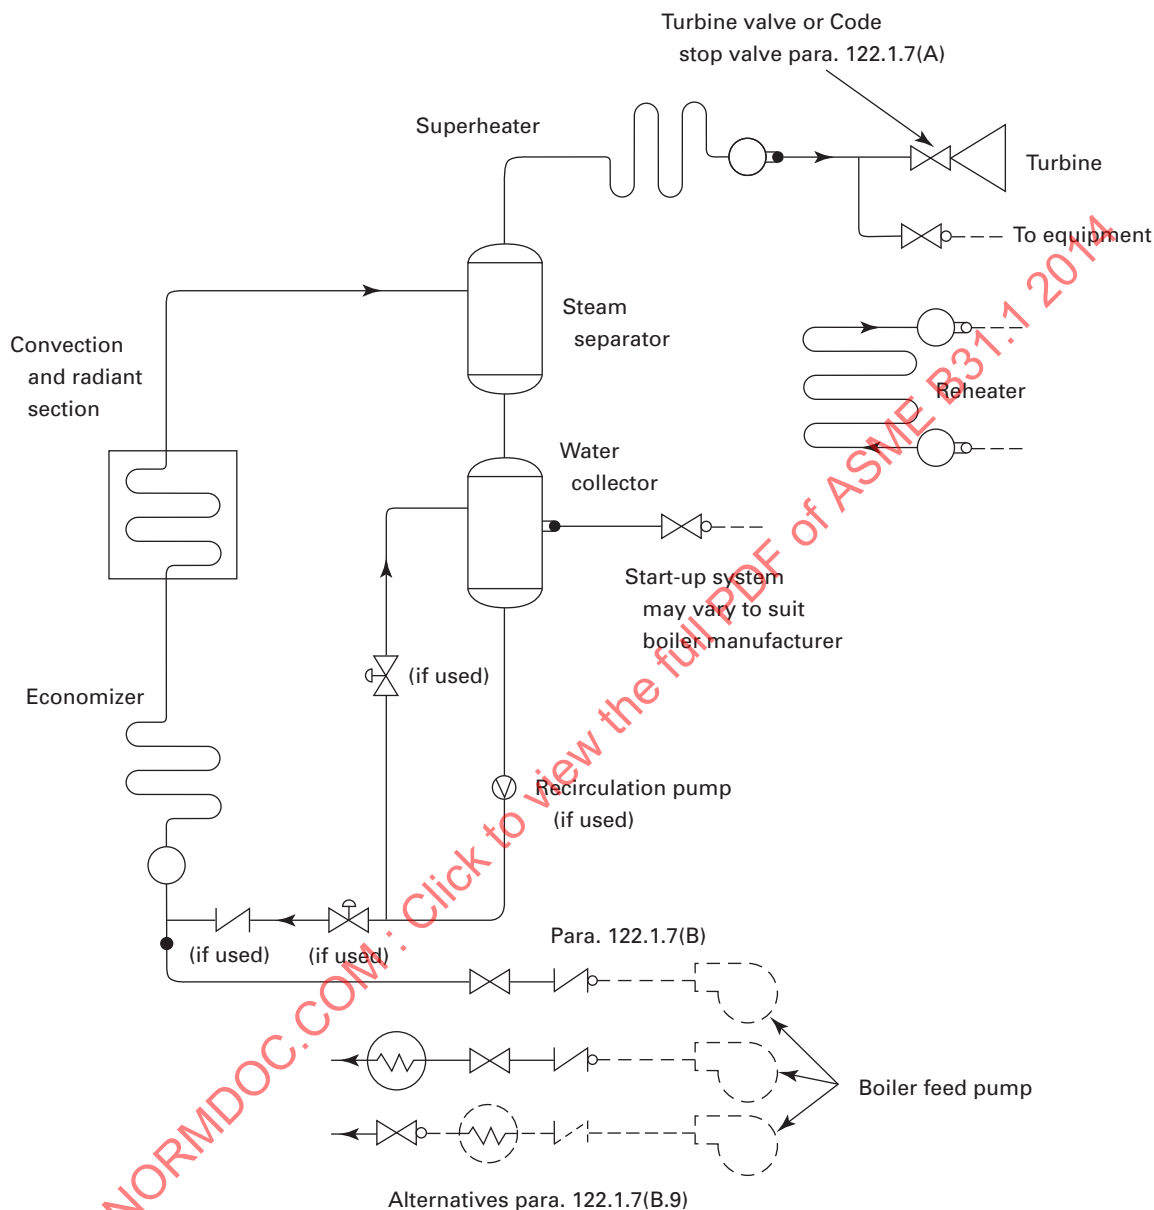 Turbine valve or Code
stop valve para. 122.1.7(A)
Superheater
Turbine
To equipment
Steam
separator
Convection
and radiant
section
Reheater
Water
collector
Start-up system
may vary to suit
boiler manufacturer
(if used)
Economizer
Recirculation pump
(if used)
(if used)
(if used)
Para. 122.1.7(B)
Boiler feed pump
Alternatives para. 122.1.7(B.9)
NORMDOC.COM : Click to view the full PDF of ASME B31.1 2014